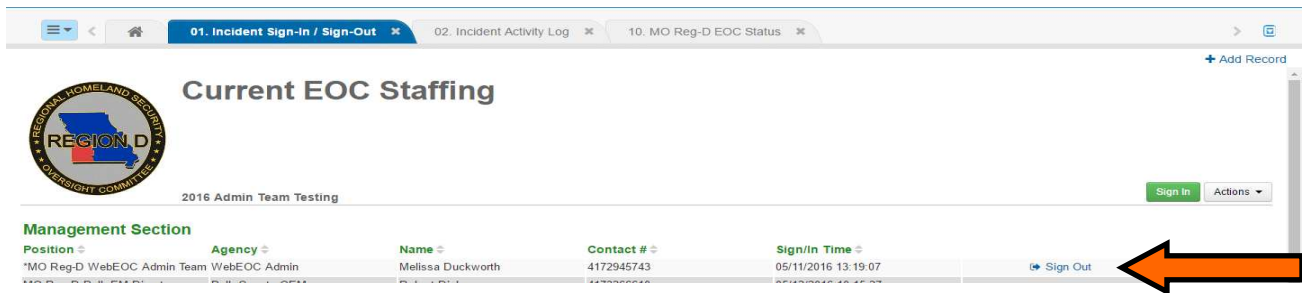 01. Incident Sign-In / Sign-Out
02. Incident Activity Log
10. MO Reg-D EOC Status
Add Record
REGIONAL HOMELAND SECURITY
REGION D
OVERSIGHT COMMITTEE
Current EOC Staffing
2016 Admin Team Testing
Sign In
Actions
Management Section
Position Agency Name Contact # Sign/In Time
*MO Reg-D WebEOC Admin Team WebEOC Admin Melissa Duckworth 4172945743 05/11/2016 13:19:07 Sign Out